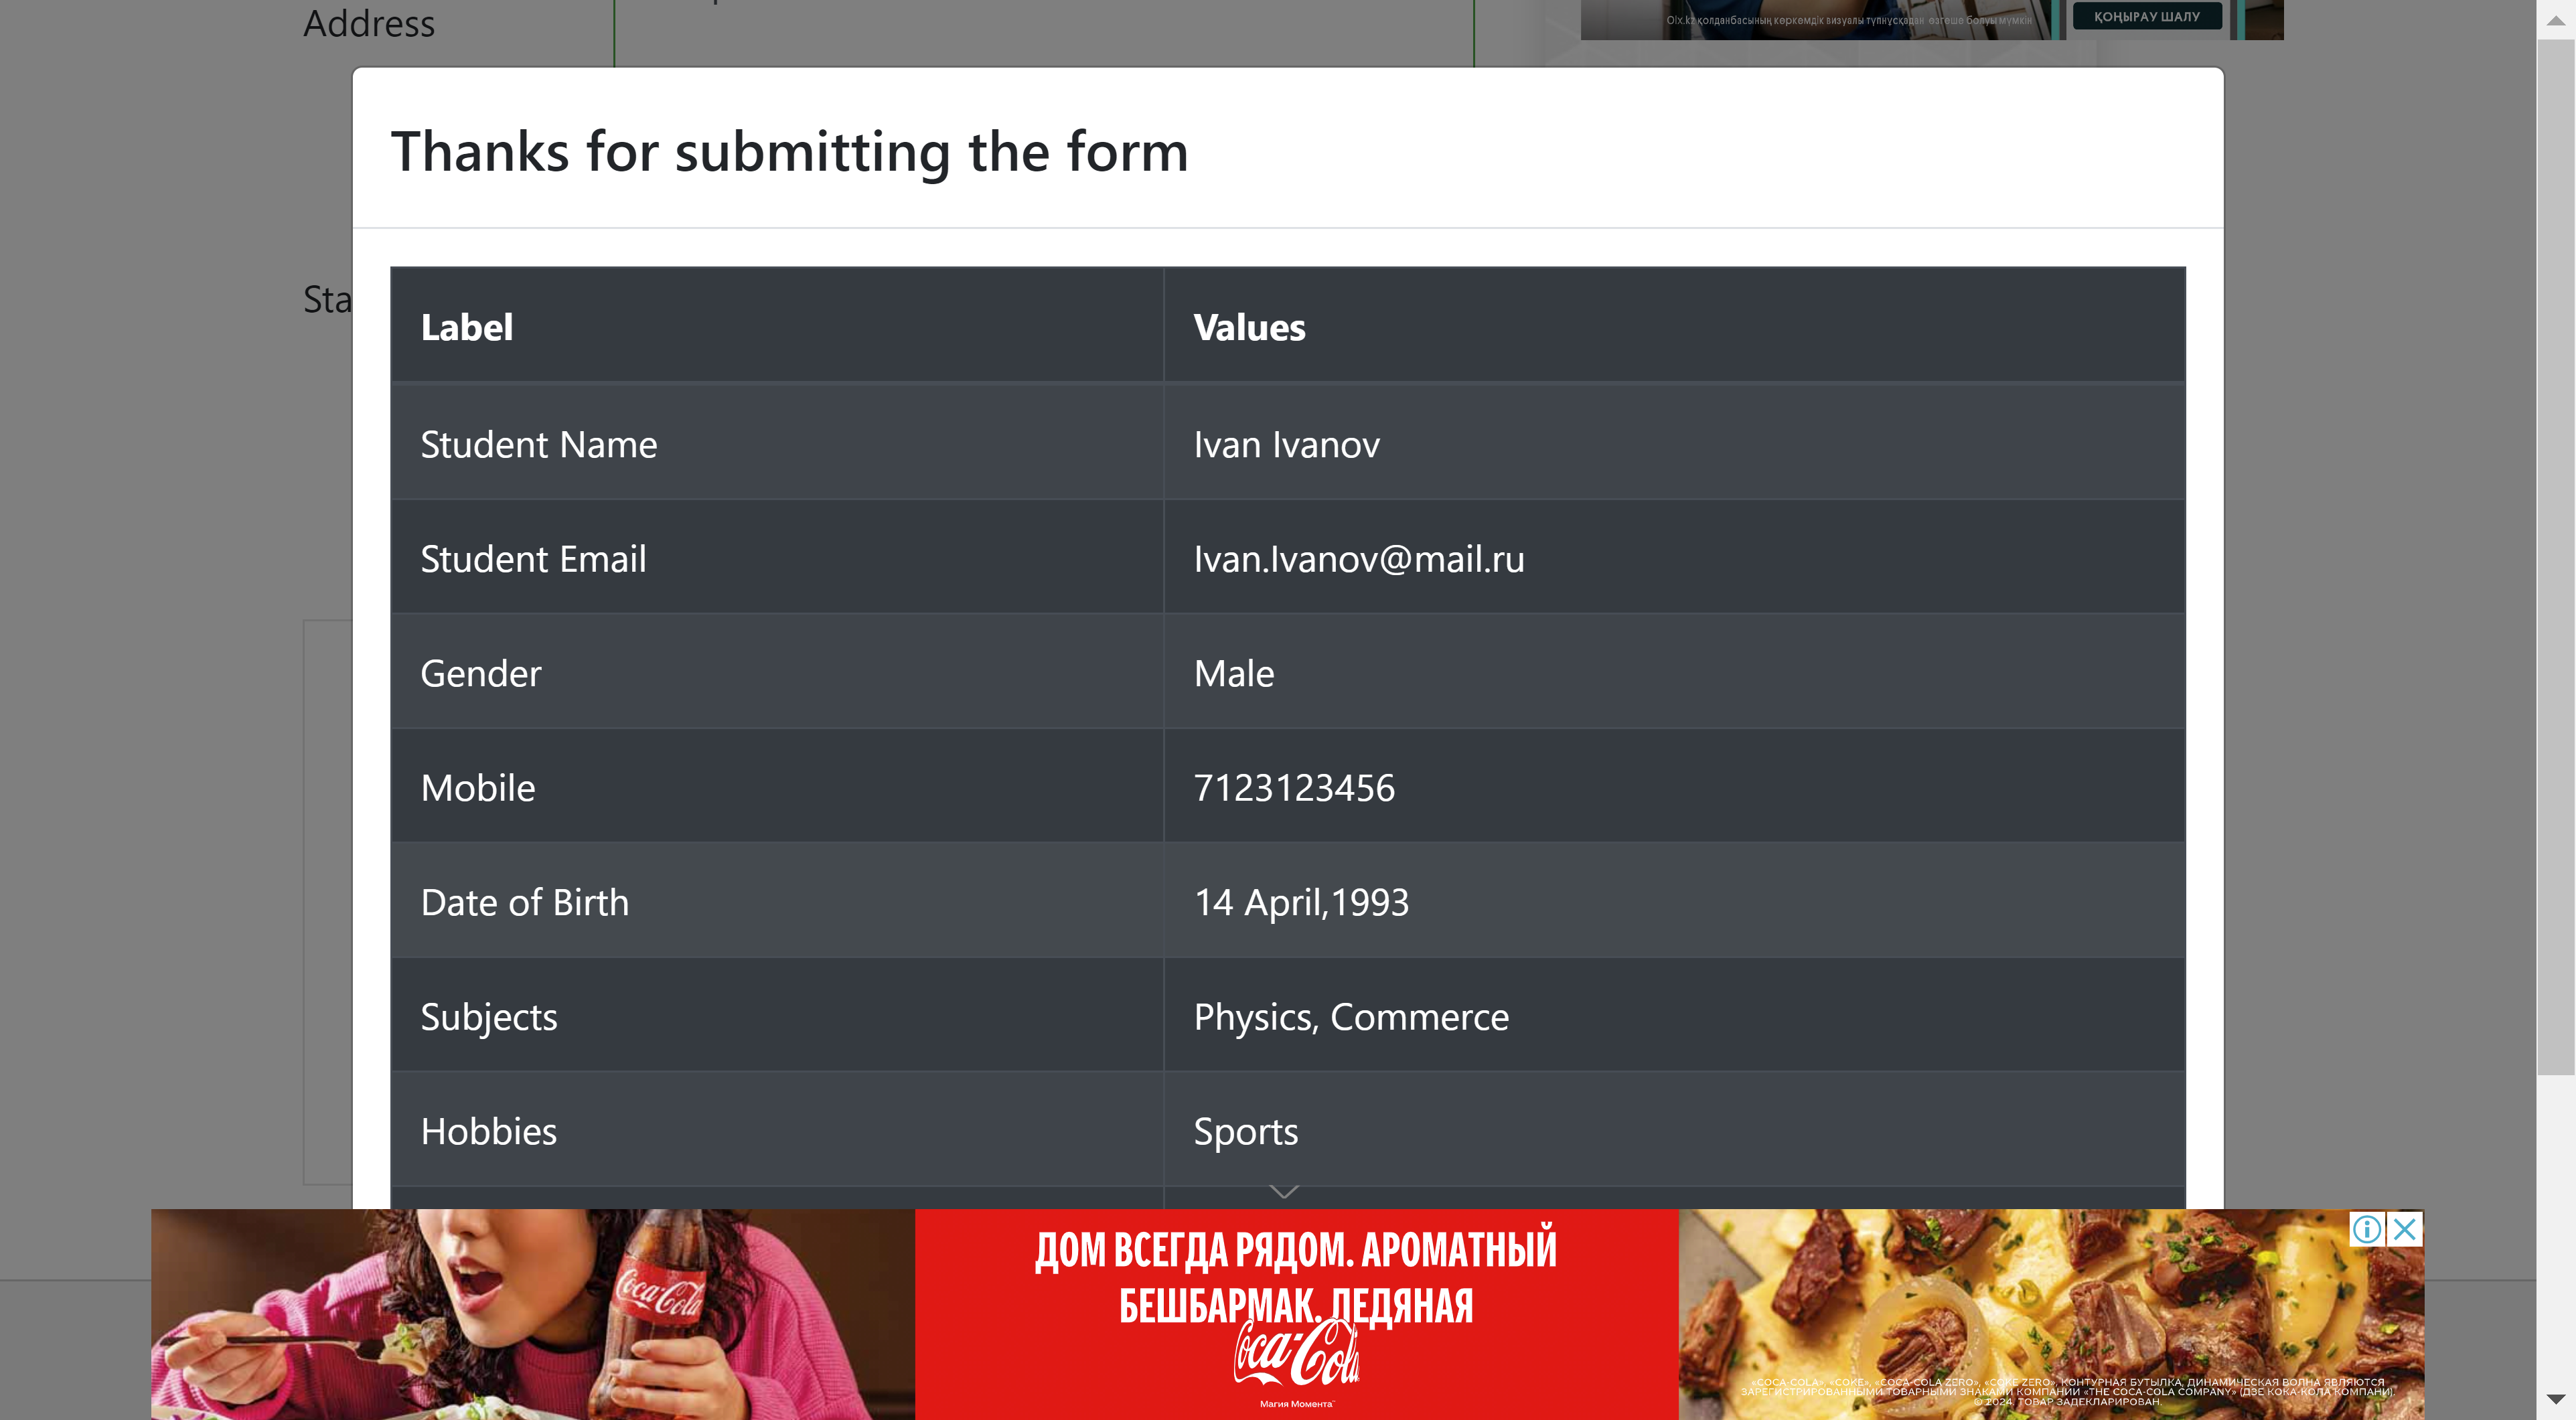 Address
Olx.kz қолданбасының көркемдік визуалы түпнұсқадан өзгеше болуы мүмкін
ҚОҢЫРАУ ШАЛУ
Thanks for submitting the form
Sta
Label Values
Student Name Ivan Ivanov
Student Email Ivan.Ivanov@mail.ru
Gender Male
Mobile 7123123456
Date of Birth 14 April,1993
Subjects Physics, Commerce
Hobbies Sports
Coca-Cola
ДОМ ВСЕГДА РЯДОМ. АРОМАТНЫЙ
БЕШБАРМАК. ЛЕДЯНАЯ
Coca-Cola
Магия Момента™
«COCA-COLA», «COKE», «COCA-COLA ZERO», «COKE ZERO», КОНТУРНАЯ БУТЫЛКА, ДИНАМИЧЕСКАЯ ВОЛНА ЯВЛЯЮТСЯ
ЗАРЕГИСТРИРОВАННЫМИ ТОВАРНЫМИ ЗНАКАМИ КОМПАНИИ «THE COCA-COLA COMPANY» (ДЗЕ КОКА-КОЛА КОМПАНИ).
© 2024. ТОВАР ЗАДЕКЛАРИРОВАН.